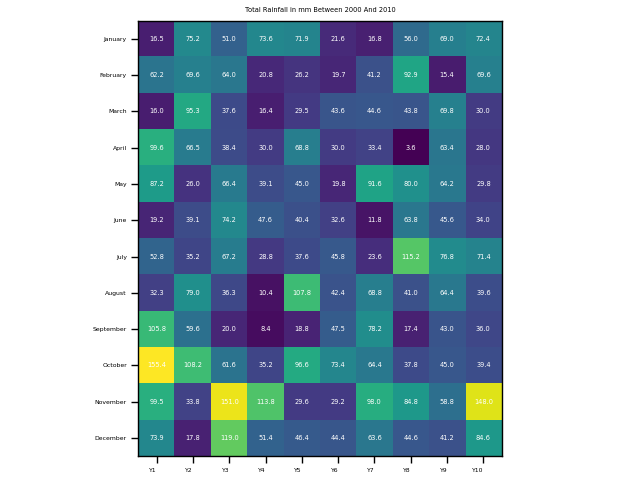 Total Rainfall in mm Between 2000 And 2010
January 16.5 75.2 51.0 73.6 71.9 21.6 16.8 56.0 69.0 72.4
February 62.2 69.6 64.0 20.8 26.2 19.7 41.2 92.9 15.4 69.6
March 16.0 95.3 37.6 16.4 29.5 43.6 44.6 43.8 69.8 30.0
April 99.6 66.5 38.4 30.0 68.8 30.0 33.4 3.6 63.4 28.0
May 87.2 26.0 66.4 39.1 45.0 19.8 91.6 80.0 64.2 29.8
June 19.2 39.1 74.2 47.6 40.4 32.6 11.8 63.8 45.6 34.0
July 52.8 35.2 67.2 28.8 37.6 45.8 23.6 115.2 76.8 71.4
August 32.3 79.0 36.3 10.4 107.8 42.4 68.8 41.0 64.4 39.6
September 105.8 59.6 20.0 8.4 18.8 47.5 78.2 17.4 43.0 36.0
October 155.4 108.2 61.6 35.2 96.6 73.4 64.4 37.8 45.0 39.4
November 99.5 33.8 151.0 113.8 29.6 29.2 98.0 84.8 58.8 148.0
December 73.9 17.8 119.0 51.4 46.4 44.4 63.6 44.6 41.2 84.6
Y1 Y2 Y3 Y4 Y5 Y6 Y7 Y8 Y9 Y10